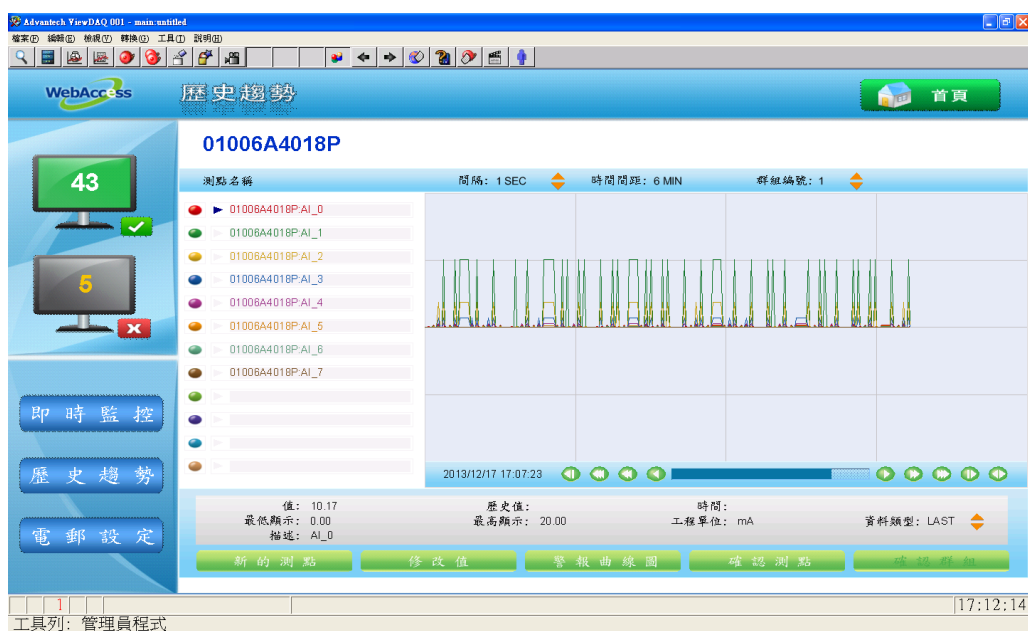 Advantech ViewDAQ 001 - main:untitled
檔案(F) 編輯(E) 檢視(V) 轉換(G) 工具(T) 說明(H)
WebAccess 歷史趨勢 首頁
01006A4018P
43
測點名稱 間隔: 1 SEC 時間間距: 6 MIN 群組編號: 1
01006A4018P:AI_0
01006A4018P:AI_1
01006A4018P:AI_2
01006A4018P:AI_3
5
01006A4018P:AI_4
01006A4018P:AI_5
01006A4018P:AI_6
01006A4018P:AI_7
即時監控
歷史趨勢
2013/12/17 17:07:23
值: 10.17 歷史值: 時間:
最低顯示: 0.00 最高顯示: 20.00 工程單位: mA 資料類型: LAST
描述: AI_0
電郵設定
新的測點 修改值 警報曲線圖 確認測點 確認群組
1 17:12:14
工具列: 管理員程式